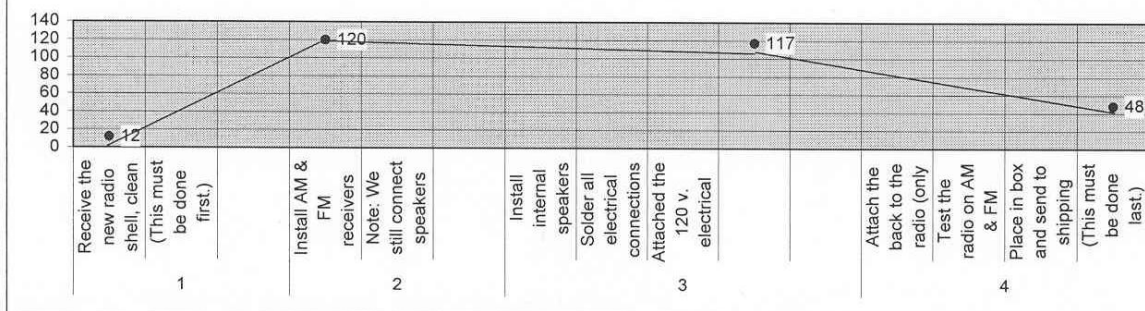 140
120
100
80
60
40
20
0
12
120
117
48
Receive the
new radio
shell, clean
(This must
be done
first.)
Install AM &
FM
receivers
Note: We
still connect
speakers
Install
internal
speakers
Solder all
electrical
connections
Attached the
120 v.
electrical
Attach the
back to the
radio (only
Test the
radio on AM
& FM
Place in box
and send to
shipping
(This must
be done
last.)
1
2
3
4